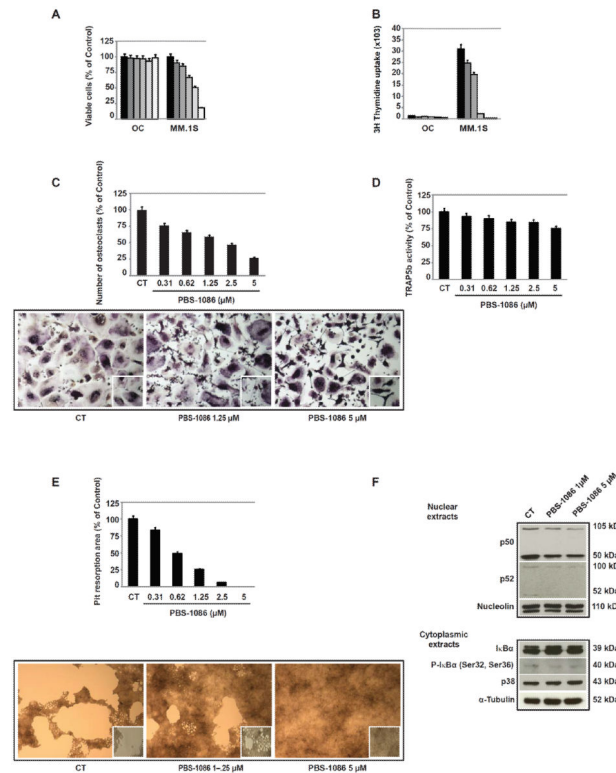 A
Viable cells (% of Control)
125
100
75
50
25
0
OC MM.1S
B
3H Thymidine uptake (x103)
40
35
30
25
20
15
10
5
0
OC MM.1S
C
Number of osteoclasts (% of Control)
125
100
75
50
25
0
CT 0.31 0.62 1.25 2.5 5
PBS-1086 (μM)
D
TRAP5b activity (% of Control)
125
100
75
50
25
0
CT 0.31 0.62 1.25 2.5 5
PBS-1086 (μM)
CT PBS-1086 1.25 μM PBS-1086 5 μM
E
Pit resorption area (% of Control)
125
100
75
50
25
0
CT 0.31 0.62 1.25 2.5 5
PBS-1086 (μM)
CT PBS-1086 1–.25 μM PBS-1086 5 μM
F
CT PBS-1086 1μM PBS-1086 5 μM
Nuclear
extracts
105 kDa
p50
50 kDa
100 kDa
p52
52 kDa
Nucleolin 110 kDa
Cytoplasmic
extracts
IκBα 39 kDa
P-IκBα (Ser32, Ser36) 40 kDa
p38 43 kDa
α-Tubulin 52 kDa